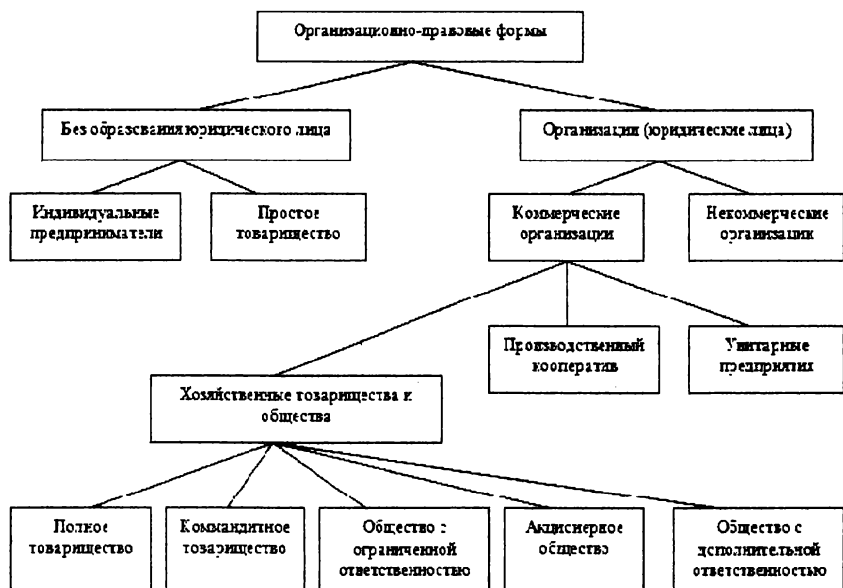 Организационно-правовые формы
Без образования юридического лица
Организации (юридические лица)
Индивидуальные
предприниматели
Простое
товарищество
Коммерческие
организации
Некоммерческие
организации
Производственный
кооператив
Унитарные
предприятия
Хозяйственные товарищества и
общества
Полное
товарищество
Коммандитное
товарищество
Общество с
ограниченной
ответственностью
Акционерное
общество
Общество с
дополнительной
ответственностью